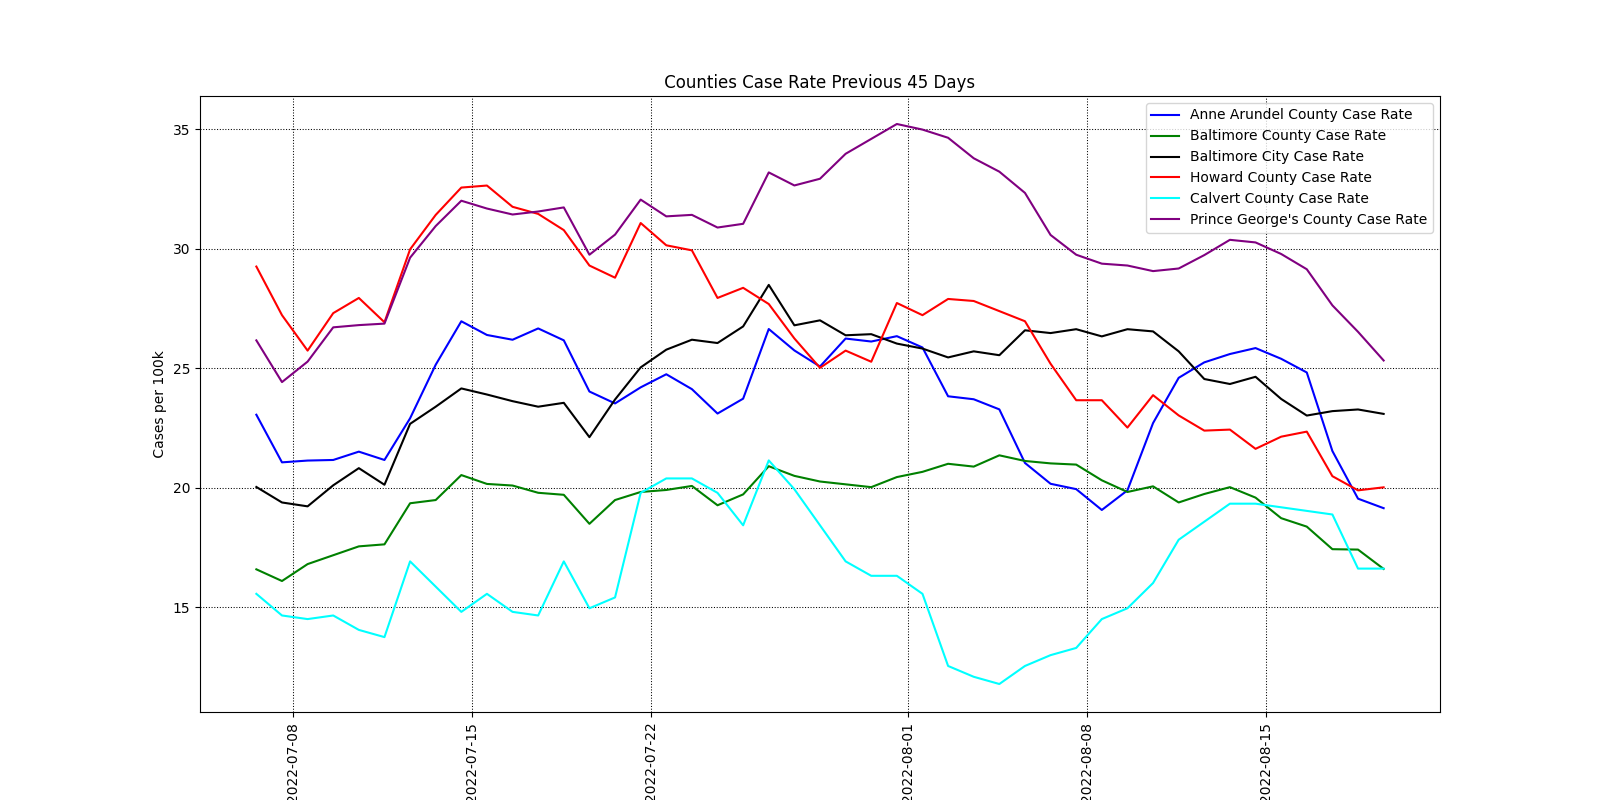 Counties Case Rate Previous 45 Days
Anne Arundel County Case Rate
Baltimore County Case Rate
Baltimore City Case Rate
Howard County Case Rate
Calvert County Case Rate
Prince George's County Case Rate
Cases per 100k
35
30
25
20
15
2022-07-08
2022-07-15
2022-07-22
2022-08-01
2022-08-08
2022-08-15